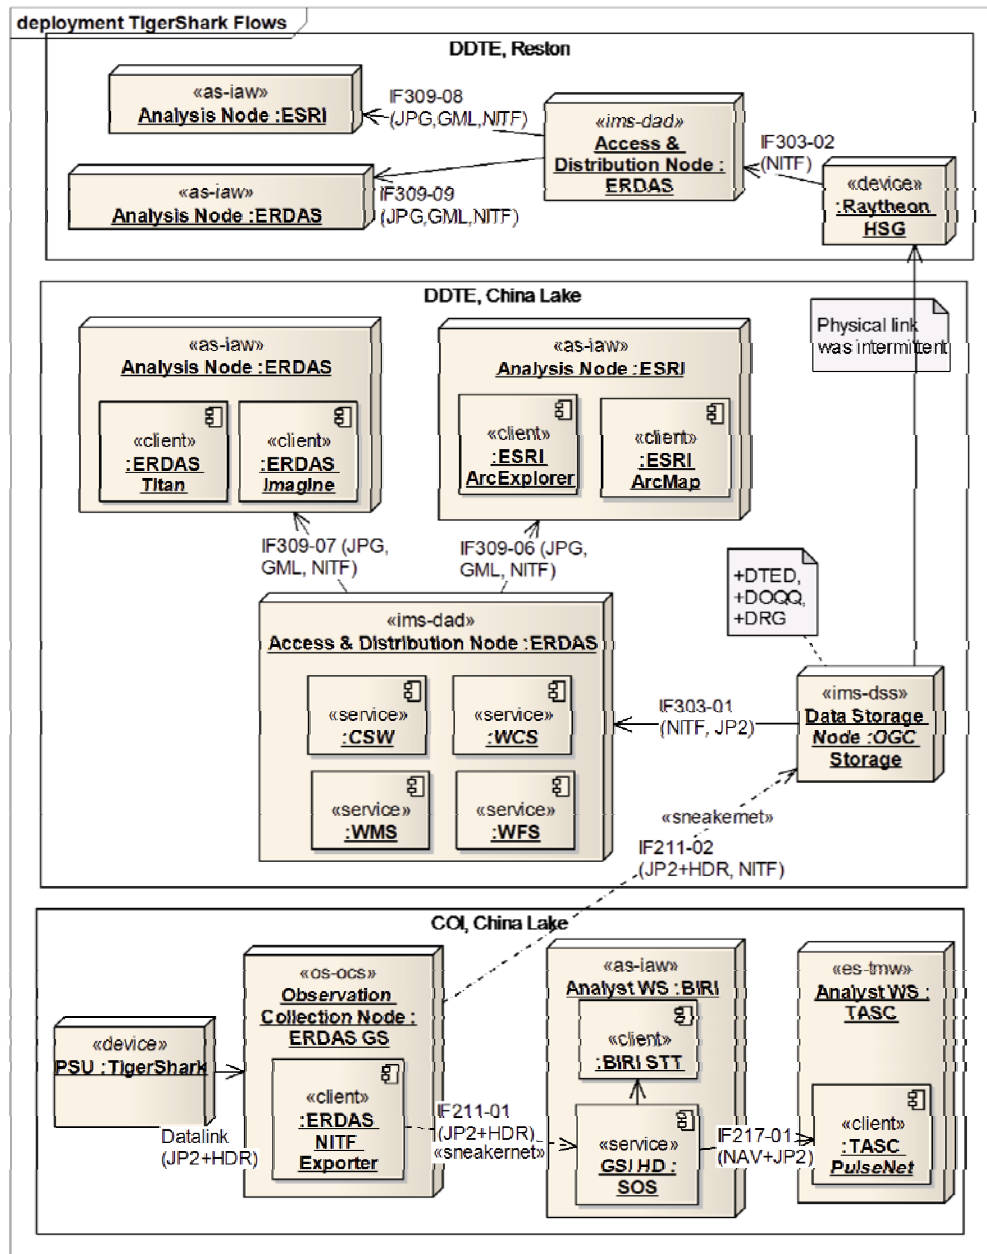 deployment TigerShark Flows
DDTE, Reston
«as-iaw»
Analysis Node :ESRI
IF309-08
(JPG,GML,NITF)
«ims-dad»
Access &
Distribution Node :
ERDAS
IF303-02
(NITF)
«as-iaw»
Analysis Node :ERDAS
IF309-09
(JPG,GML,NITF)
«device»
:Raytheon
HSG
DDTE, China Lake
Physical link
was intermittent
«as-iaw»
Analysis Node :ERDAS
«client»
:ERDAS
Titan
«client»
:ERDAS
Imagine
«as-iaw»
Analysis Node :ESRI
«client»
:ESRI
ArcExplorer
«client»
:ESRI
ArcMap
IF309-07 (JPG,
GML, NITF)
IF309-06 (JPG,
GML, NITF)
+DTED,
+DOQQ,
+DRG
«ims-dad»
Access & Distribution Node :ERDAS
«service»
:CSW
«service»
:WCS
«service»
:WMS
«service»
:WFS
IF303-01
(NITF, JP2)
«ims-dss»
Data Storage
Node :OGC
Storage
«sneakernet»
IF211-02
(JP2+HDR, NITF)
COI, China Lake
«device»
PSU :TigerShark
Datalink
(JP2+HDR)
«os-ocs»
Observation
Collection Node :
ERDAS GS
«client»
:ERDAS
NITF
Exporter
IF211-01
(JP2+HDR)
«sneakernet»
«as-iaw»
Analyst WS :BIRI
«client»
:BIRI STT
«service»
GSI HD :
SOS
IF217-01
(NAV+JP2)
«es-tmw»
Analyst WS :
TASC
«client»
:TASC
PulseNet